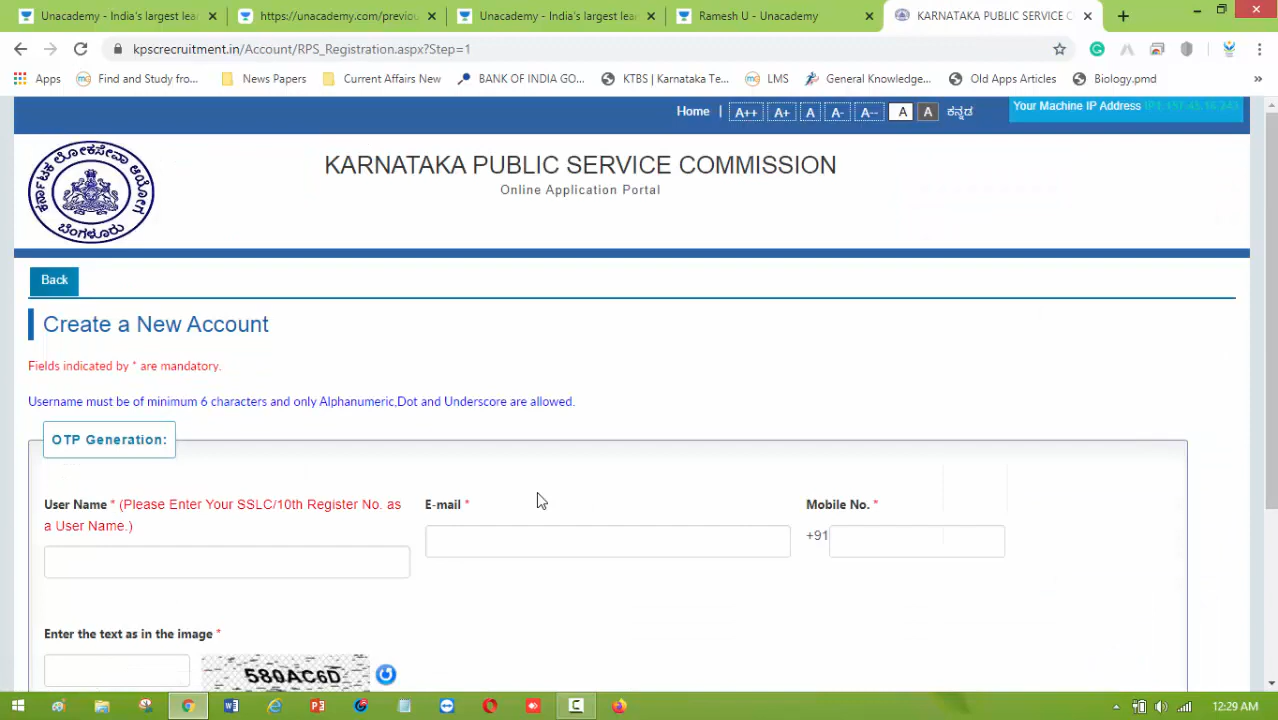 Unacademy - India's largest lea
https://unacademy.com/previou
Unacademy - India's largest lea
Ramesh U - Unacademy
KARNATAKA PUBLIC SERVICE C
kpscrecruitment.in/Account/RPS_Registration.aspx?Step=1
Apps
Find and Study fro...
News Papers
Current Affairs New
BANK OF INDIA GO...
KTBS | Karnataka Te...
LMS
General Knowledge...
Old Apps Articles
Biology.pmd
»
Home | A++ A+ A A- A-- A A ಕನ್ನಡ
Your Machine IP Address
ಕರ್ನಾಟಕ ಲೋಕಸೇವಾ ಆಯೋಗ
ಬೆಂಗಳೂರು
KARNATAKA PUBLIC SERVICE COMMISSION
Online Application Portal
Back
Create a New Account
Fields indicated by * are mandatory.
Username must be of minimum 6 characters and only Alphanumeric,Dot and Underscore are allowed.
OTP Generation:
User Name * (Please Enter Your SSLC/10th Register No. as
a User Name.)
E-mail *
Mobile No. *
+91
Enter the text as in the image *
580AC6D
12:29 AM